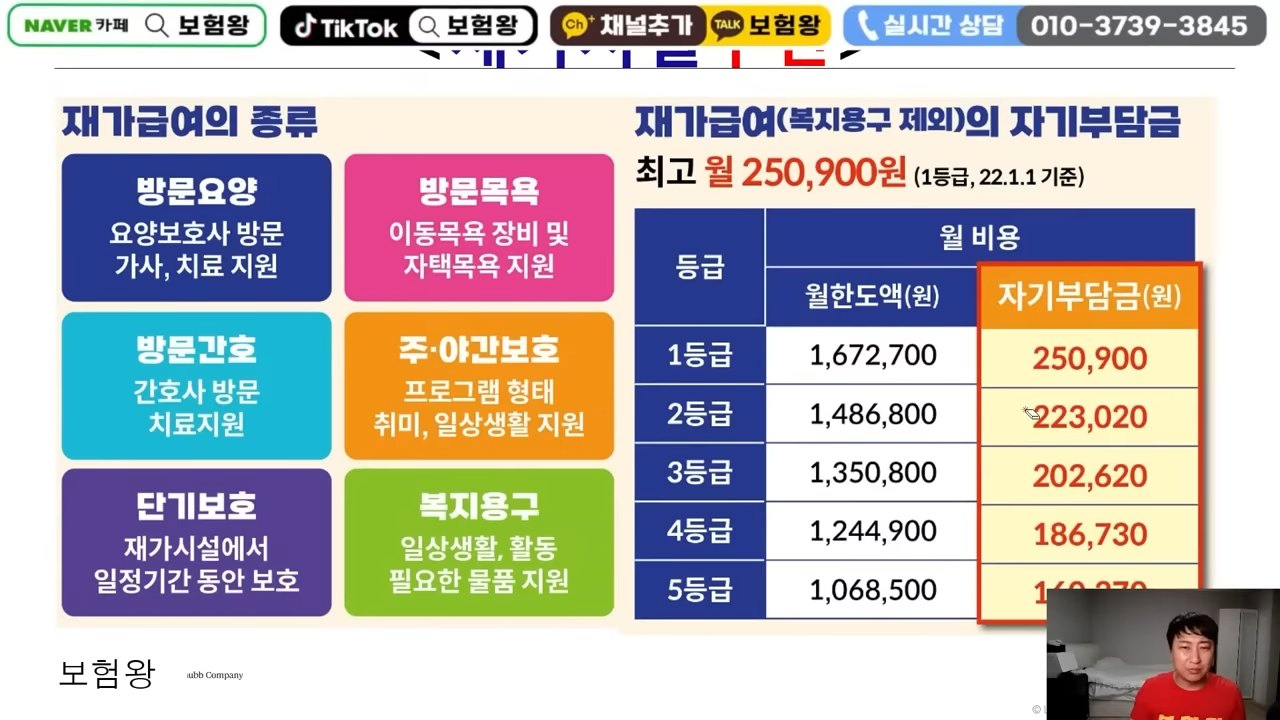 NAVER 카페 보험왕
TikTok 보험왕
Ch+ 채널추가 TALK 보험왕
실시간 상담 010-3739-3845
재가급여의 종류
방문요양
요양보호사 방문
가사, 치료 지원
방문목욕
이동목욕 장비 및
자택목욕 지원
방문간호
간호사 방문
치료지원
주·야간보호
프로그램 형태
취미, 일상생활 지원
단기보호
재가시설에서
일정기간 동안 보호
복지용구
일상생활, 활동
필요한 물품 지원
재가급여(복지용구 제외)의 자기부담금
최고 월 250,900원 (1등급, 22.1.1 기준)
등급
월 비용
월한도액(원) 자기부담금(원)
1등급 1,672,700 250,900
2등급 1,486,800 223,020
3등급 1,350,800 202,620
4등급 1,244,900 186,730
5등급 1,068,500
보험왕
Company